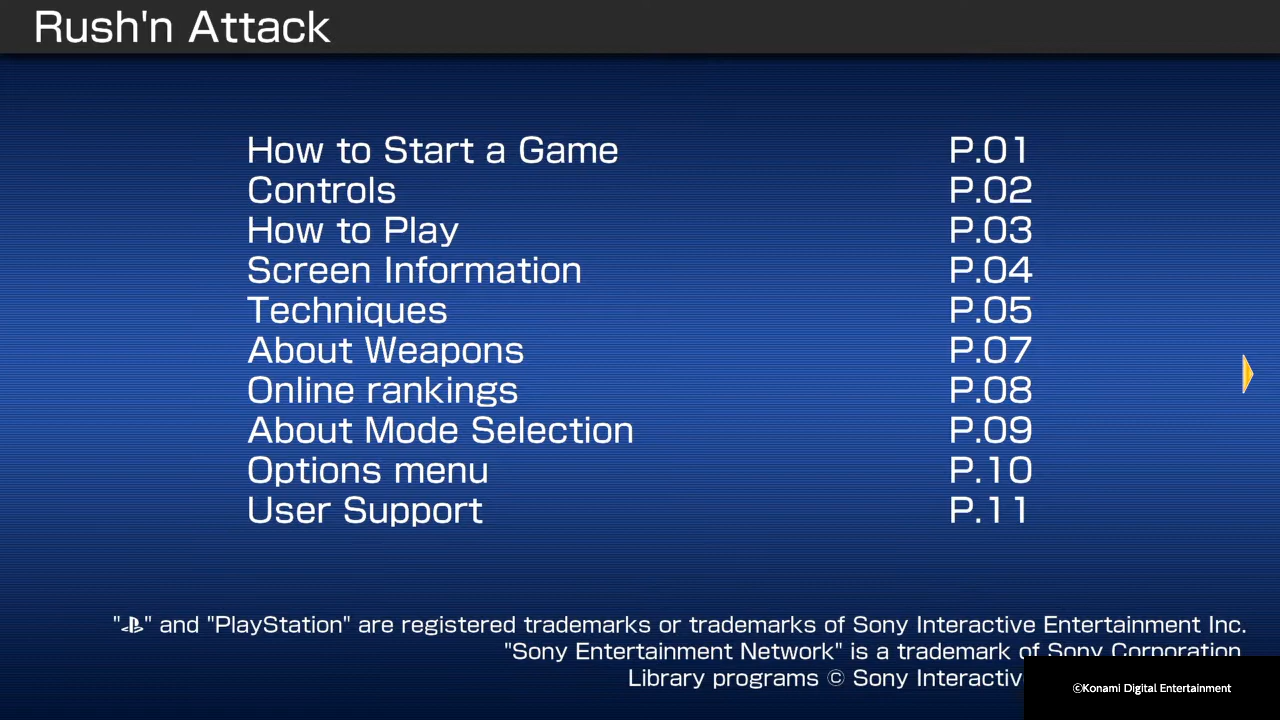 Rush'n Attack
How to Start a Game P.01
Controls P.02
How to Play P.03
Screen Information P.04
Techniques P.05
About Weapons P.07
Online rankings P.08
About Mode Selection P.09
Options menu P.10
User Support P.11
"" and "PlayStation" are registered trademarks or trademarks of Sony Interactive Entertainment Inc.
"Sony Entertainment Network" is a trademark of Sony Corporation.
Library programs © Sony
©Konami Digital Entertainment